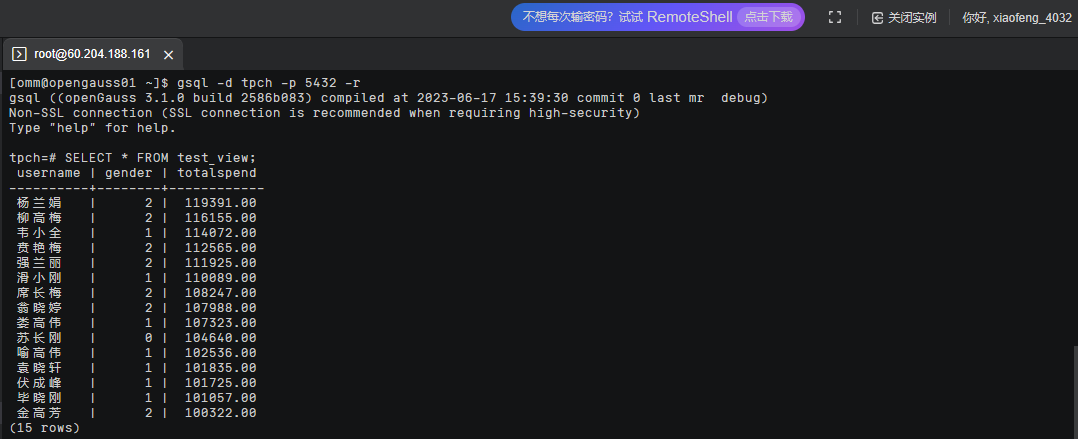 不想每次输密码？试试 RemoteShell 点击下载 关闭实例 你好, xiaofeng_4032
root@60.204.188.161 ×
[omm@opengauss01 ~]$ gsql -d tpch -p 5432 -r
gsql ((openGauss 3.1.0 build 2586b083) compiled at 2023-06-17 15:39:30 commit 0 last mr  debug)
Non-SSL connection (SSL connection is recommended when requiring high-security)
Type "help" for help.
tpch=# SELECT * FROM test_view;
 username | gender | totalspend
----------+--------+------------
 杨兰娟    |      2 |  119391.00
 柳高梅    |      2 |  116155.00
 韦小全    |      1 |  114072.00
 贲艳梅    |      2 |  112565.00
 强兰丽    |      2 |  111925.00
 滑小刚    |      1 |  110089.00
 席长梅    |      2 |  108247.00
 翁晓婷    |      2 |  107988.00
 娄高伟    |      1 |  107323.00
 苏长刚    |      0 |  104640.00
 喻高伟    |      1 |  102536.00
 袁晓轩    |      1 |  101835.00
 伏成峰    |      1 |  101725.00
 毕晓刚    |      1 |  101057.00
 金高芳    |      2 |  100322.00
(15 rows)